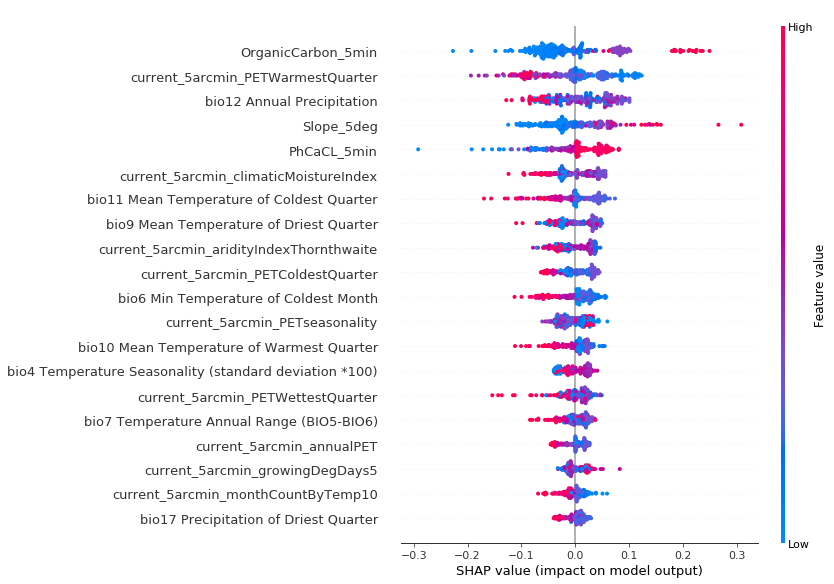 High
OrganicCarbon_5min
current_5arcmin_PETWarmestQuarter
bio12 Annual Precipitation
Slope_5deg
PhCaCL_5min
current_5arcmin_climaticMoistureIndex
bio11 Mean Temperature of Coldest Quarter
bio9 Mean Temperature of Driest Quarter
current_5arcmin_aridityIndexThornthwaite
current_5arcmin_PETColdestQuarter
bio6 Min Temperature of Coldest Month
current_5arcmin_PETseasonality
bio10 Mean Temperature of Warmest Quarter
bio4 Temperature Seasonality (standard deviation *100)
current_5arcmin_PETWettestQuarter
bio7 Temperature Annual Range (BIO5-BIO6)
current_5arcmin_annualPET
current_5arcmin_growingDegDays5
current_5arcmin_monthCountByTemp10
bio17 Precipitation of Driest Quarter
Feature value
Low
−0.3 −0.2 −0.1 0.0 0.1 0.2 0.3
SHAP value (impact on model output)